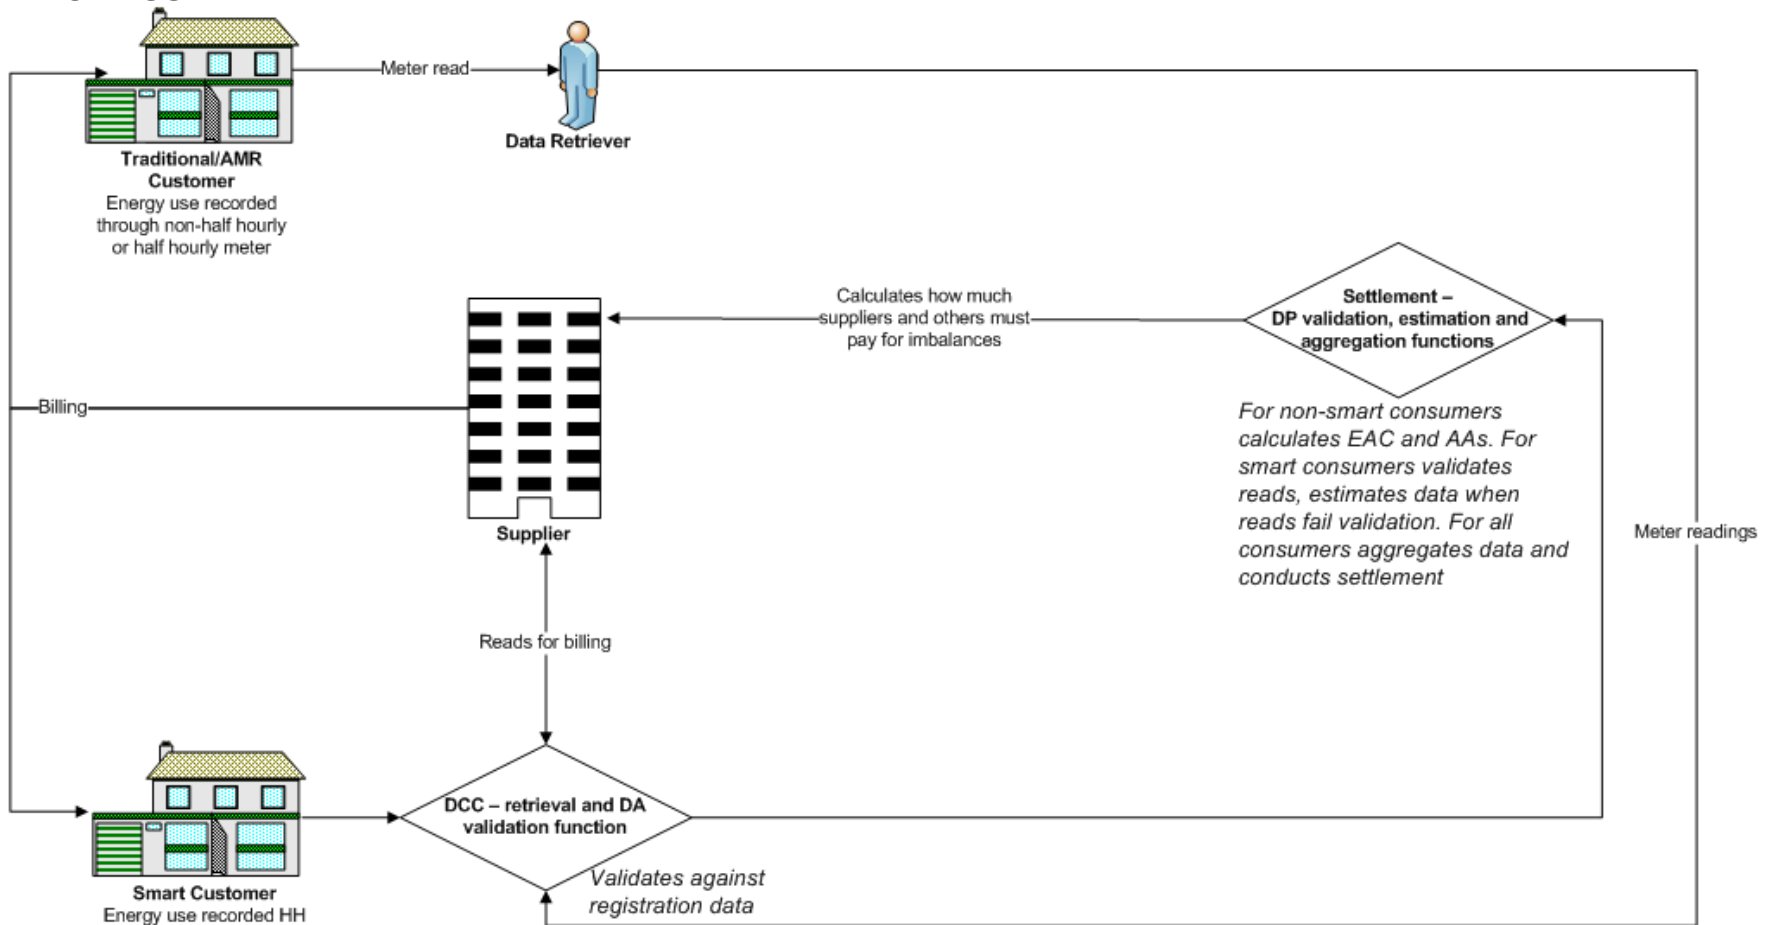 Meter read
Data Retriever
Traditional/AMR
Customer
Energy use recorded
through non-half hourly
or half hourly meter
Calculates how much
suppliers and others must
pay for imbalances
Settlement –
DP validation, estimation and
aggregation functions
Billing
For non-smart consumers
calculates EAC and AAs. For
smart consumers validates
reads, estimates data when
reads fail validation. For all
consumers aggregates data and
conducts settlement
Supplier
Meter readings
Reads for billing
DCC – retrieval and DA
validation function
Validates against
registration data
Smart Customer
Energy use recorded HH